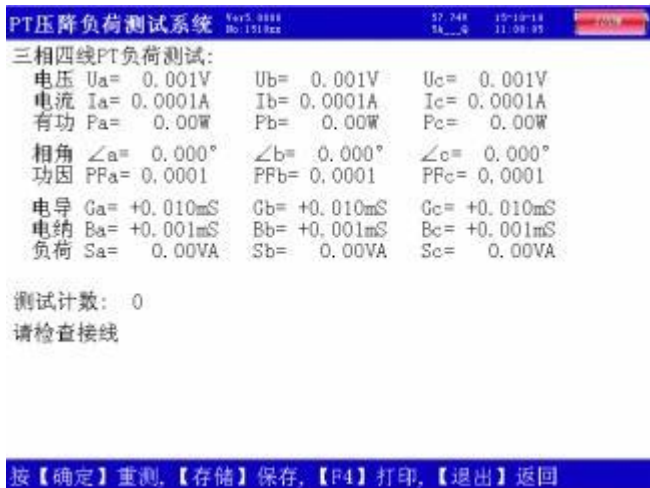 PT压降负荷测试系统
三相四线PT负荷测试:
电压 Ua= 0.001V Ub= 0.001V Uc= 0.001V
电流 Ia= 0.0001A Ib= 0.0001A Ic= 0.0001A
有功 Pa= 0.00W Pb= 0.00W Pc= 0.00W
相角 ∠a= 0.000° ∠b= 0.000° ∠c= 0.000°
功因 PFa= 0.0001 PFb= 0.0001 PFc= 0.0001
电导 Ga= +0.010mS Gb= +0.010mS Gc= +0.010mS
电纳 Ba= +0.001mS Bb= +0.001mS Bc= +0.001mS
负荷 Sa= 0.00VA Sb= 0.00VA Sc= 0.00VA
测试计数: 0
请检查接线
按【确定】重测,【存储】保存,【F4】打印,【退出】返回